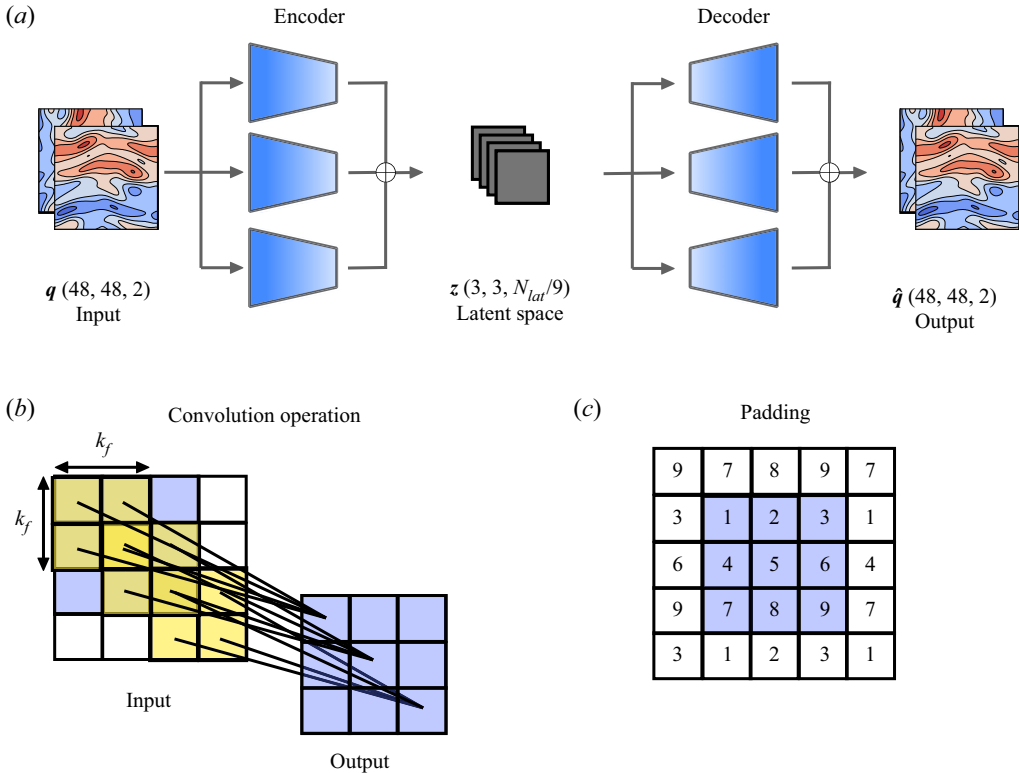 (a)
Encoder
Decoder
q (48, 48, 2)
Input
z (3, 3, N_lat/9)
Latent space
q̂ (48, 48, 2)
Output
(b)
Convolution operation
k_f
k_f
Input
Output
(c)
Padding
9 7 8 9 7
3 1 2 3 1
6 4 5 6 4
9 7 8 9 7
3 1 2 3 1